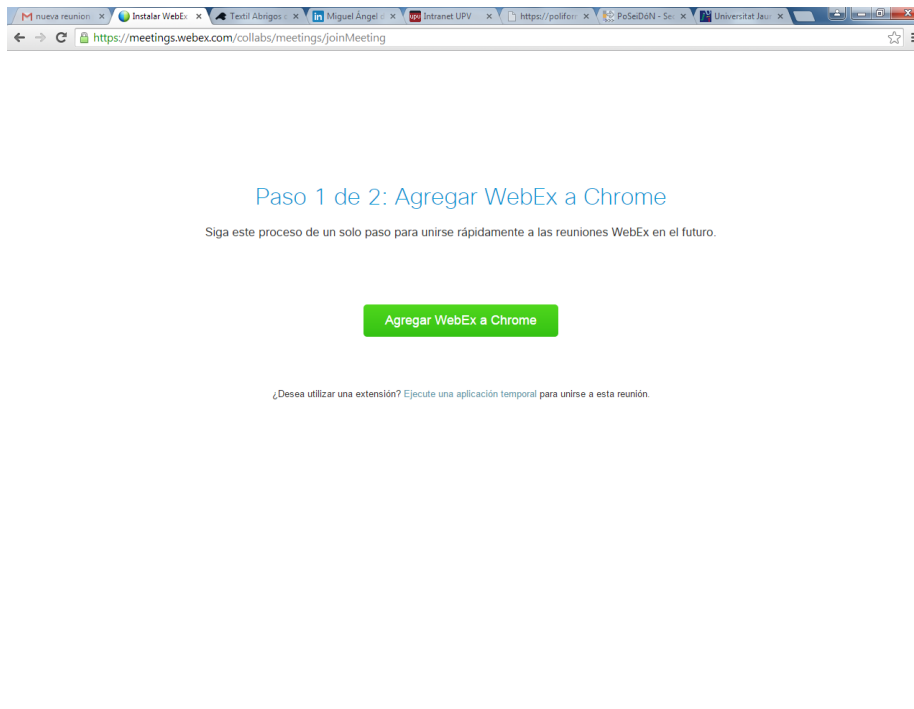 nueva reunion
Instalar WebEx
Textil Abrigos
Miguel Ángel
Intranet UPV
https://poliform
PoSeiDóN - Ser
Universitat Jau
https://meetings.webex.com/collabs/meetings/joinMeeting
Paso 1 de 2: Agregar WebEx a Chrome
Siga este proceso de un solo paso para unirse rápidamente a las reuniones WebEx en el futuro.
Agregar WebEx a Chrome
¿Desea utilizar una extensión? Ejecute una aplicación temporal para unirse a esta reunión.